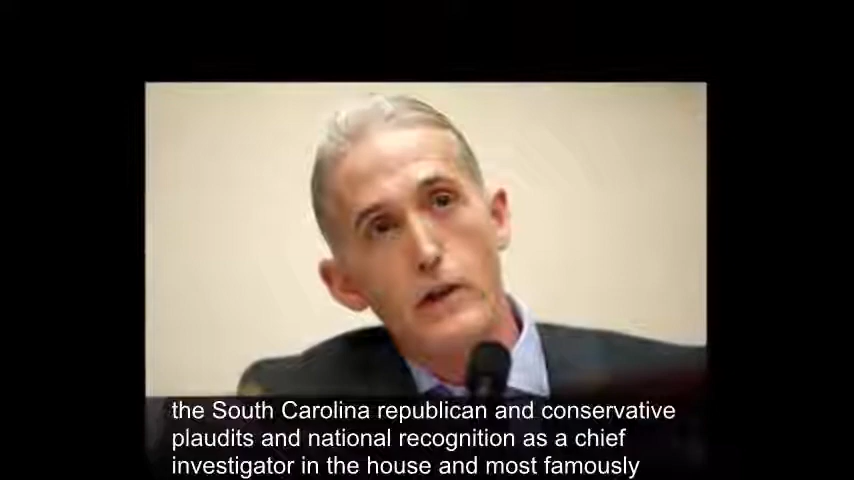 the South Carolina republican and conservative
plaudits and national recognition as a chief
investigator in the house and most famously